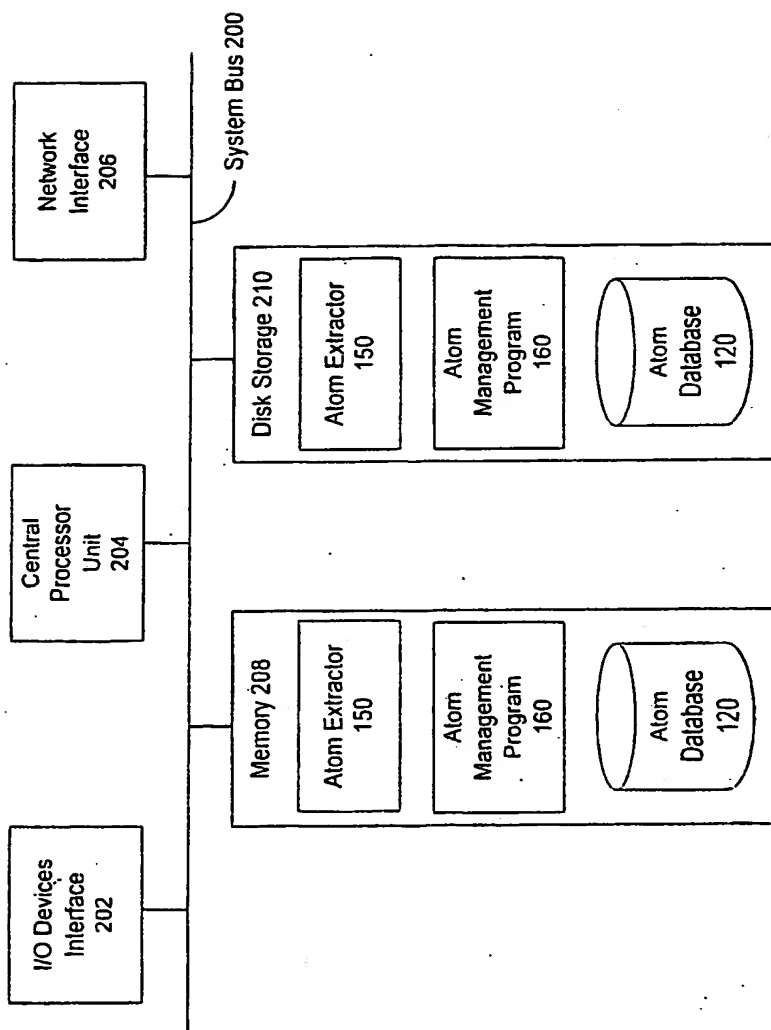 I/O Devices
Interface
202
Central
Processor
Unit
204
Network
Interface
206
System Bus 200
Memory 208
Atom Extractor
150
Atom
Management
Program
160
Atom
Database
120
Disk Storage 210
Atom Extractor
150
Atom
Management
Program
160
Atom
Database
120